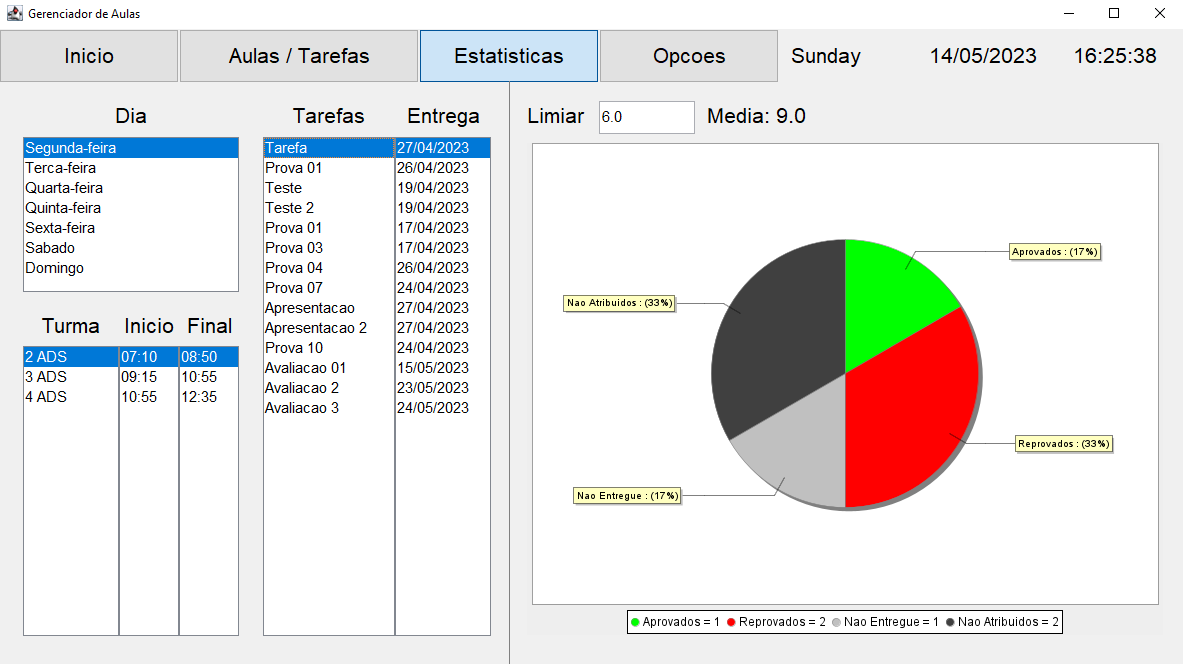 Gerenciador de Aulas
Inicio
Aulas / Tarefas
Estatisticas
Opcoes
Sunday
14/05/2023
16:25:38
Dia
Segunda-feira
Terca-feira
Quarta-feira
Quinta-feira
Sexta-feira
Sabado
Domingo
Turma Inicio Final
2 ADS 07:10 08:50
3 ADS 09:15 10:55
4 ADS 10:55 12:35
Tarefas Entrega
Tarefa 27/04/2023
Prova 01 26/04/2023
Teste 19/04/2023
Teste 2 19/04/2023
Prova 01 17/04/2023
Prova 03 17/04/2023
Prova 04 26/04/2023
Prova 07 24/04/2023
Apresentacao 27/04/2023
Apresentacao 2 27/04/2023
Prova 10 24/04/2023
Avaliacao 01 15/05/2023
Avaliacao 2 23/05/2023
Avaliacao 3 24/05/2023
Limiar 6.0 Media: 9.0
Aprovados : (17%)
Nao Atribuidos : (33%)
Reprovados : (33%)
Nao Entregue : (17%)
Aprovados = 1 Reprovados = 2 Nao Entregue = 1 Nao Atribuidos = 2